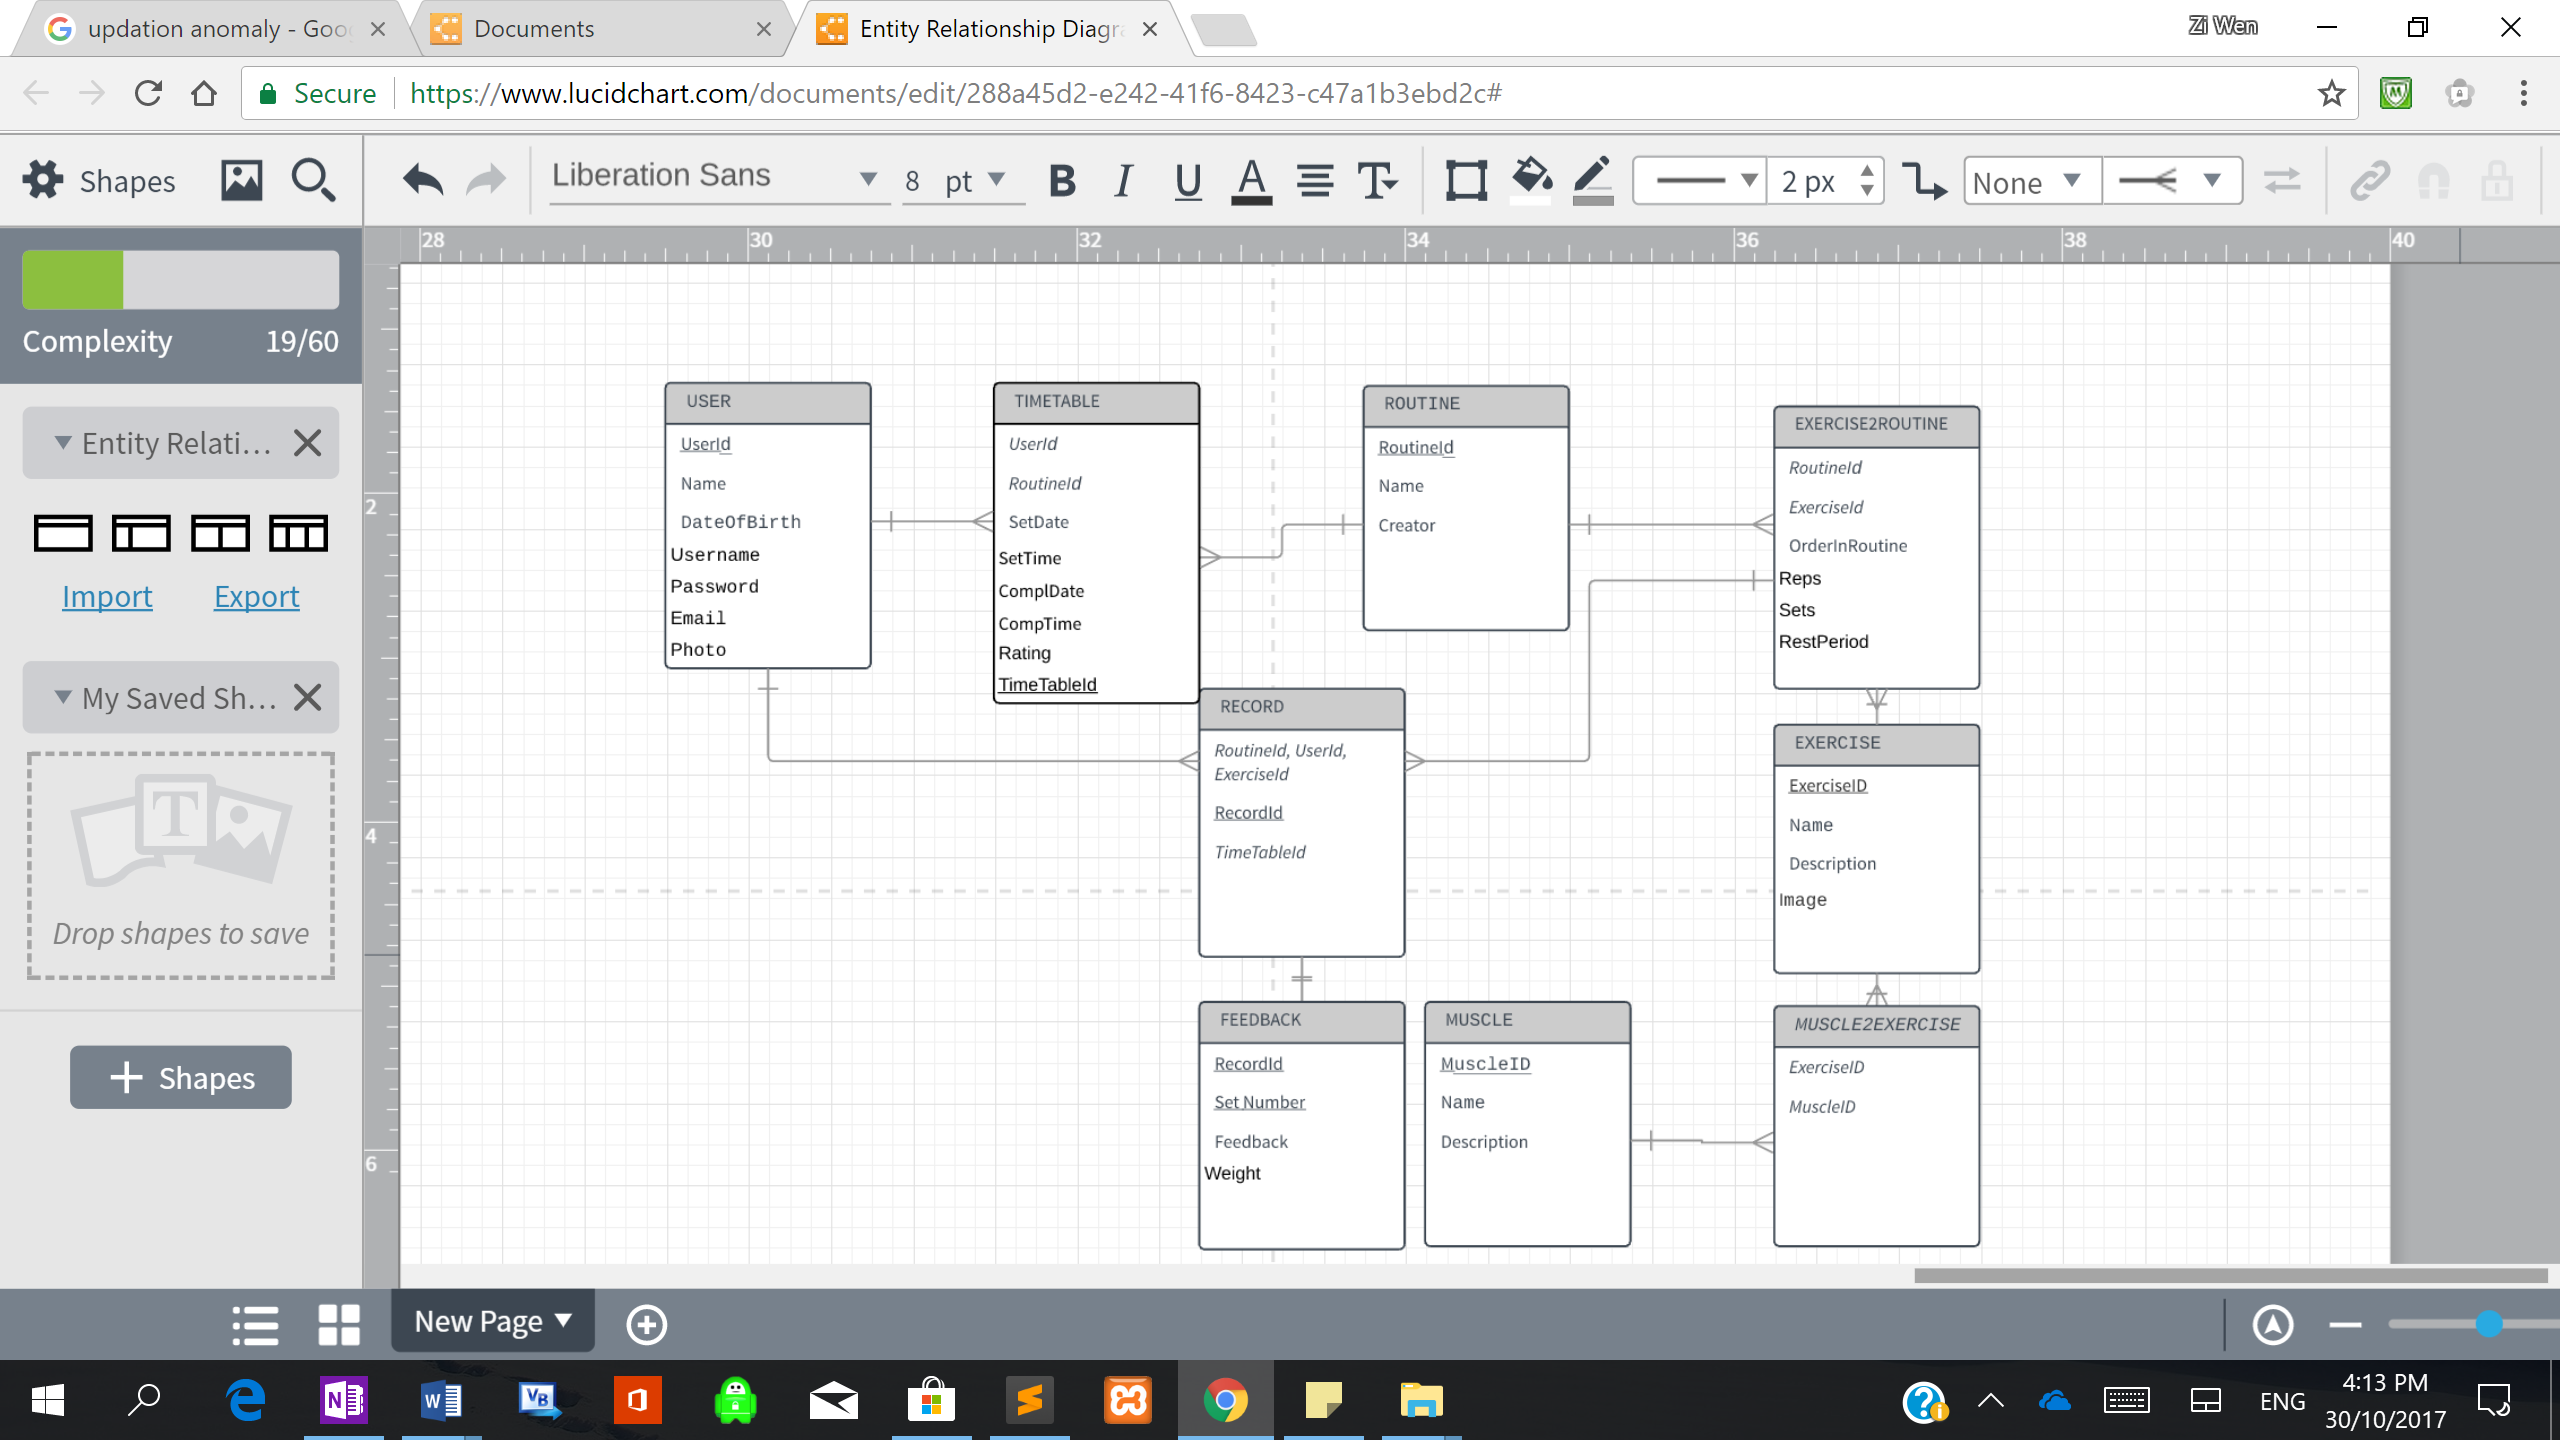 updation anomaly - Goo
Documents
Entity Relationship Diagra
Zi Wen
Secure
https://www.lucidchart.com/documents/edit/288a45d2-e242-41f6-8423-c47a1b3ebd2c#
Shapes
Liberation Sans
8 pt
B I U A T
2 px
None
28 30 32 34 36 38 40
Complexity 19/60
Entity Relati...
Import Export
My Saved Sh...
T
Drop shapes to save
+ Shapes
2
4
6
USER
UserId
Name
DateOfBirth
Username
Password
Email
Photo
TIMETABLE
UserId
RoutineId
SetDate
SetTime
ComplDate
CompTime
Rating
TimeTableId
ROUTINE
RoutineId
Name
Creator
EXERCISE2ROUTINE
RoutineId
ExerciseId
OrderInRoutine
Reps
Sets
RestPeriod
RECORD
RoutineId, UserId,
ExerciseId
RecordId
TimeTableId
EXERCISE
ExerciseID
Name
Description
Image
FEEDBACK
RecordId
Set Number
Feedback
Weight
MUSCLE
MuscleID
Name
Description
MUSCLE2EXERCISE
ExerciseID
MuscleID
New Page
ENG
4:13 PM
30/10/2017